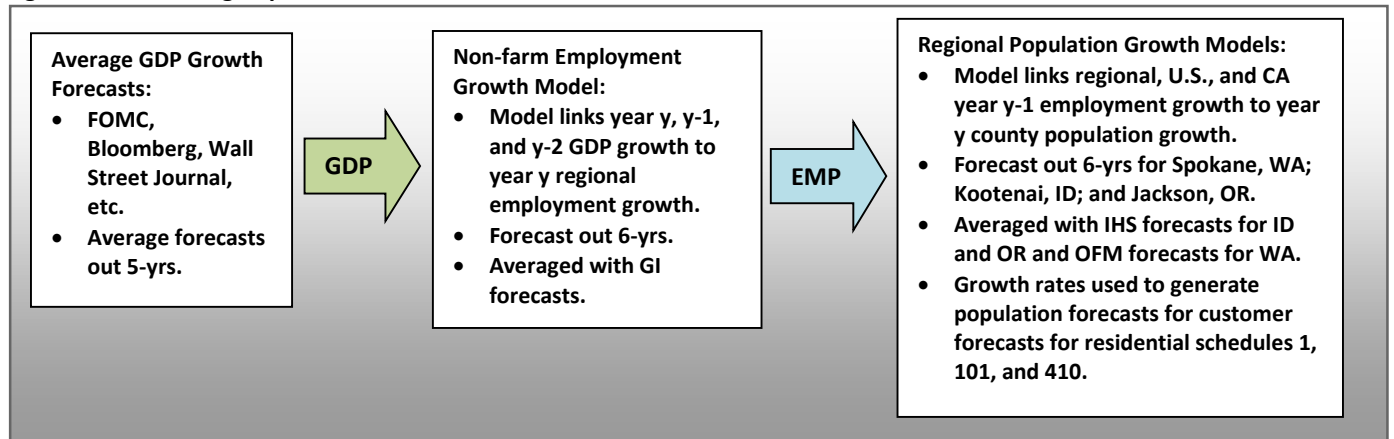 Average GDP Growth
Forecasts:
• FOMC,
Bloomberg, Wall
Street Journal,
etc.
• Average forecasts
out 5-yrs.
GDP
Non-farm Employment
Growth Model:
• Model links year y, y-1,
and y-2 GDP growth to
year y regional
employment growth.
• Forecast out 6-yrs.
• Averaged with GI
forecasts.
EMP
Regional Population Growth Models:
• Model links regional, U.S., and CA
year y-1 employment growth to year
y county population growth.
• Forecast out 6-yrs for Spokane, WA;
Kootenai, ID; and Jackson, OR.
• Averaged with IHS forecasts for ID
and OR and OFM forecasts for WA.
• Growth rates used to generate
population forecasts for customer
forecasts for residential schedules 1,
101, and 410.